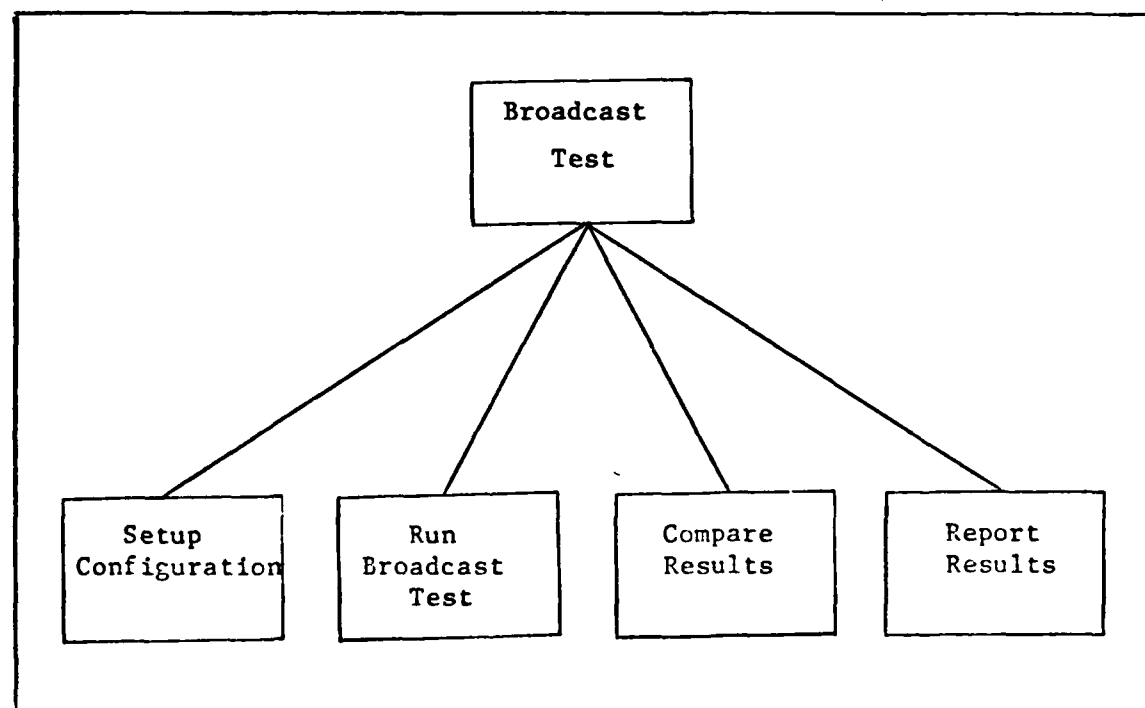 Broadcast
Test
Setup
Configuration
Run
Broadcast
Test
Compare
Results
Report
Results